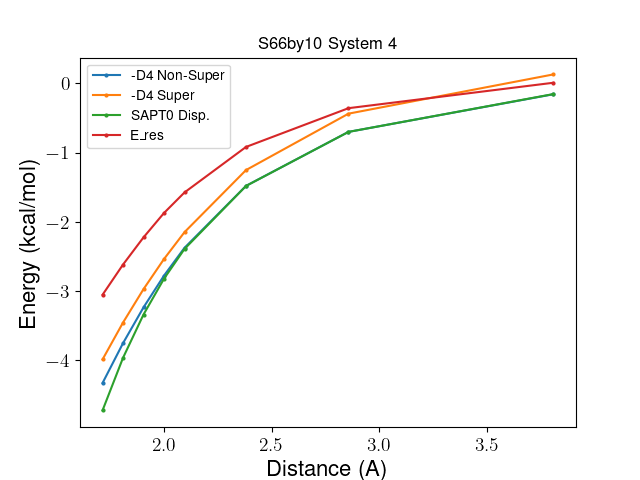 S66by10 System 4
-D4 Non-Super
-D4 Super
SAPT0 Disp.
E_res
Energy (kcal/mol)
0
−1
−2
−3
−4
2.0 2.5 3.0 3.5
Distance (A)